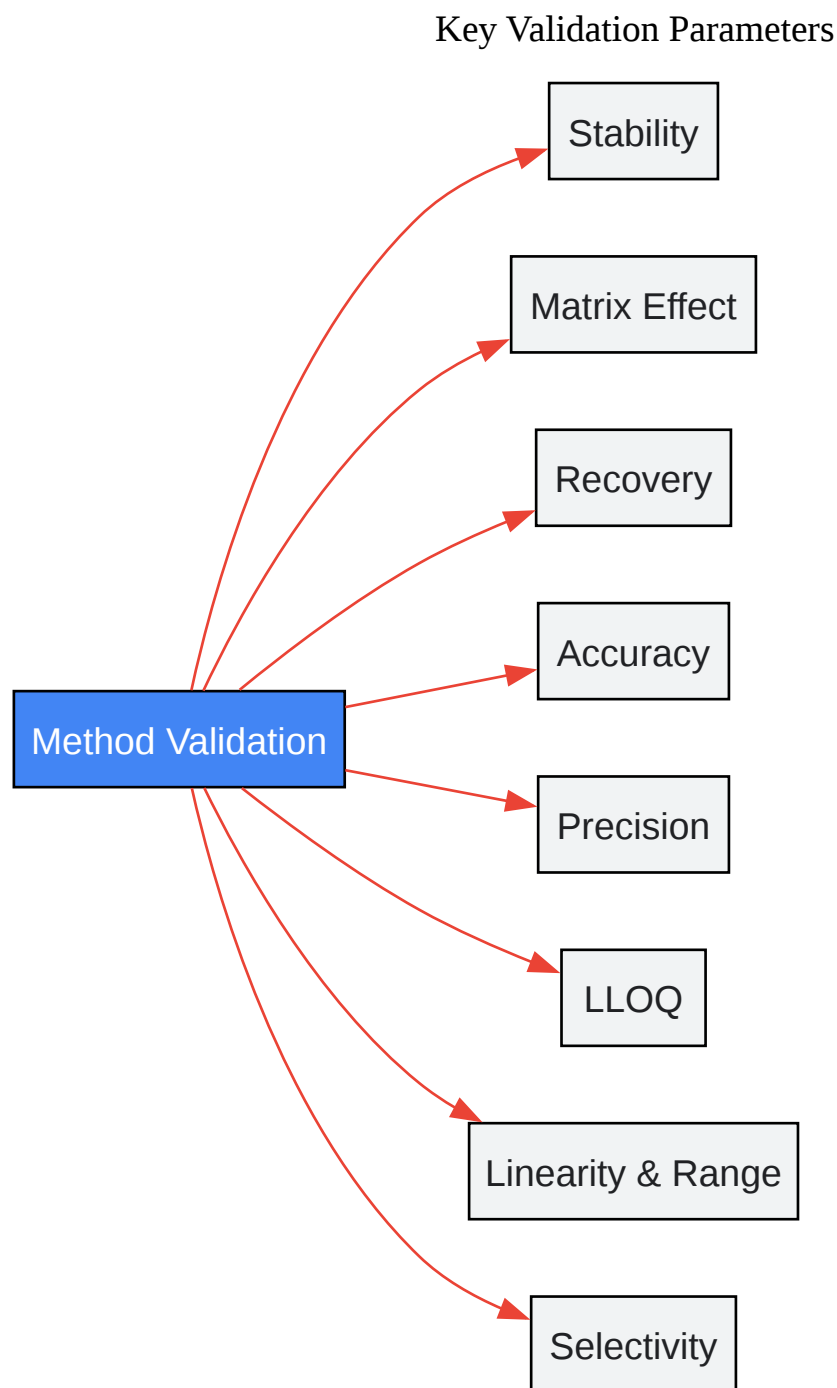 Key Validation Parameters
Stability
Matrix Effect
Recovery
Accuracy
Method Validation
Precision
LLOQ
Linearity & Range
Selectivity